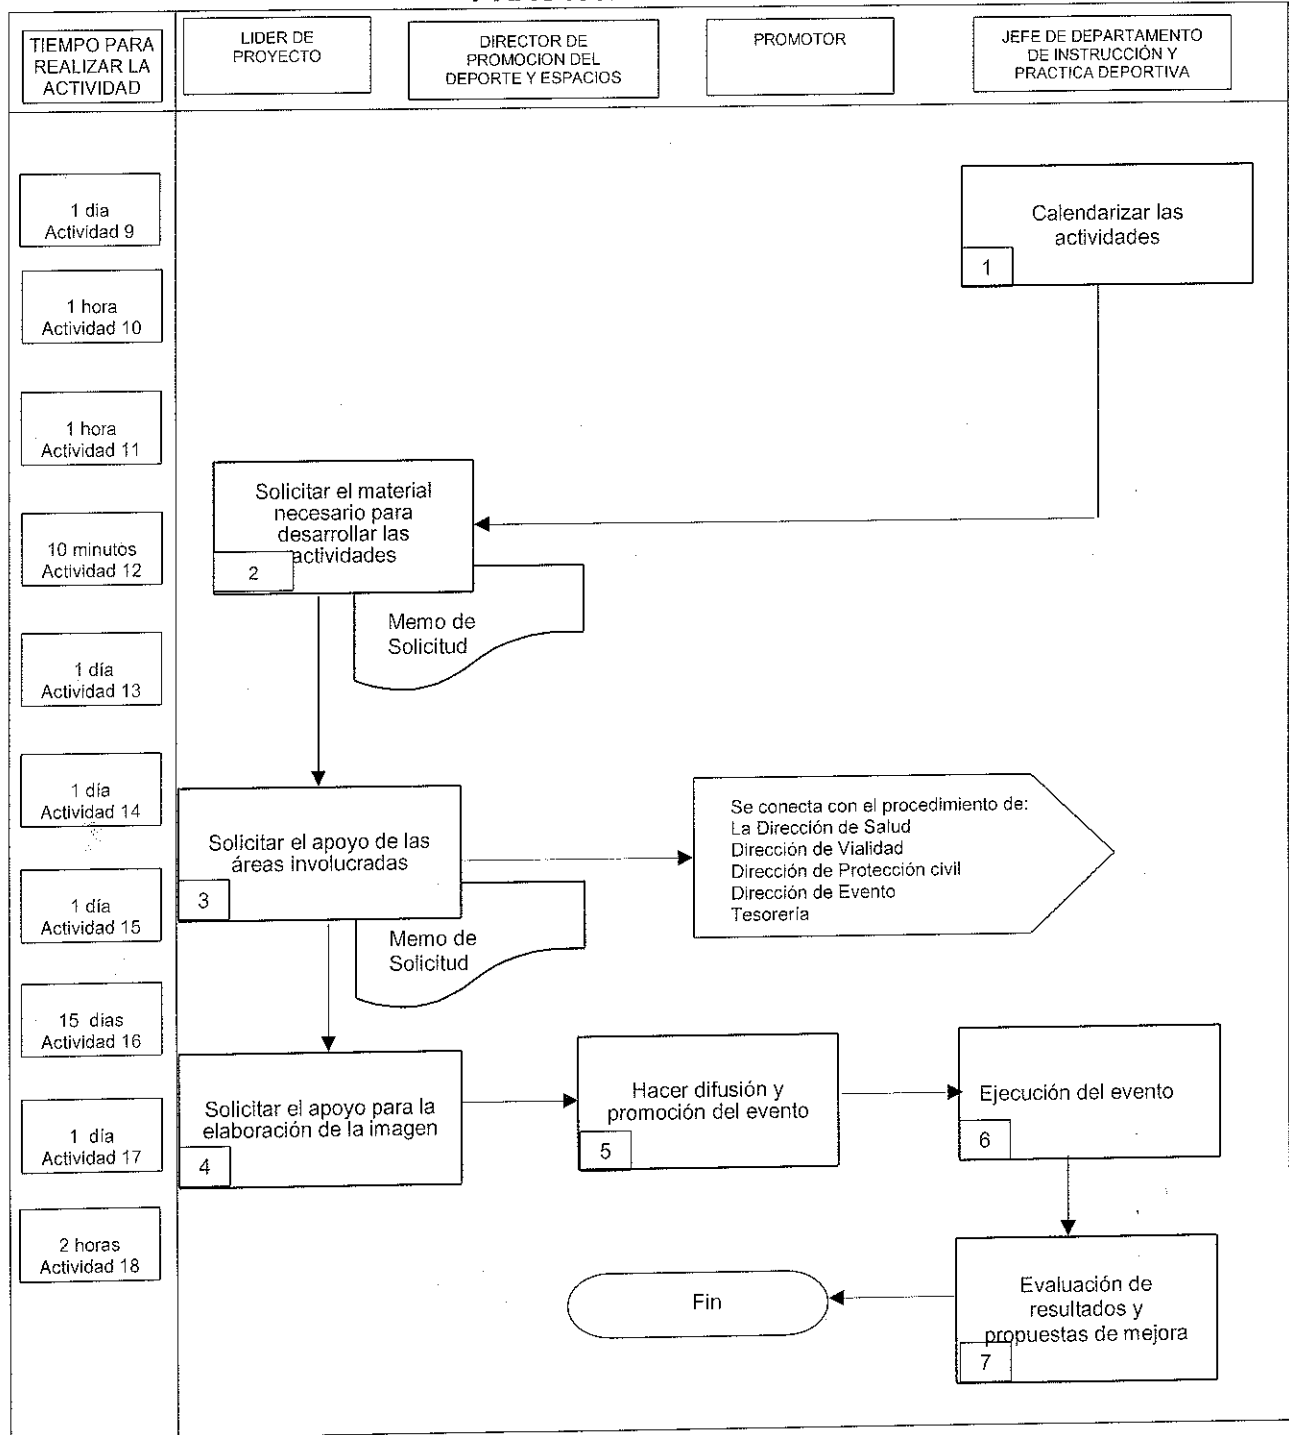 TIEMPO PARA
REALIZAR LA
ACTIVIDAD
LIDER DE
PROYECTO
DIRECTOR DE
PROMOCION DEL
DEPORTE Y ESPACIOS
PROMOTOR
JEFE DE DEPARTAMENTO
DE INSTRUCCIÓN Y
PRACTICA DEPORTIVA
1 dia
Actividad 9
1 hora
Actividad 10
1 hora
Actividad 11
10 minutos
Actividad 12
1 día
Actividad 13
1 día
Actividad 14
1 día
Actividad 15
15 dias
Actividad 16
1 día
Actividad 17
2 horas
Actividad 18
Calendarizar las
actividades
1
Solicitar el material
necesario para
desarrollar las
actividades
2
Memo de
Solicitud
Solicitar el apoyo de las
áreas involucradas
3
Memo de
Solicitud
Se conecta con el procedimiento de:
La Dirección de Salud
Dirección de Vialidad
Dirección de Protección civil
Dirección de Evento
Tesorería
Solicitar el apoyo para la
elaboración de la imagen
4
Hacer difusión y
promoción del evento
5
Ejecución del evento
6
Evaluación de
resultados y
propuestas de mejora
7
Fin